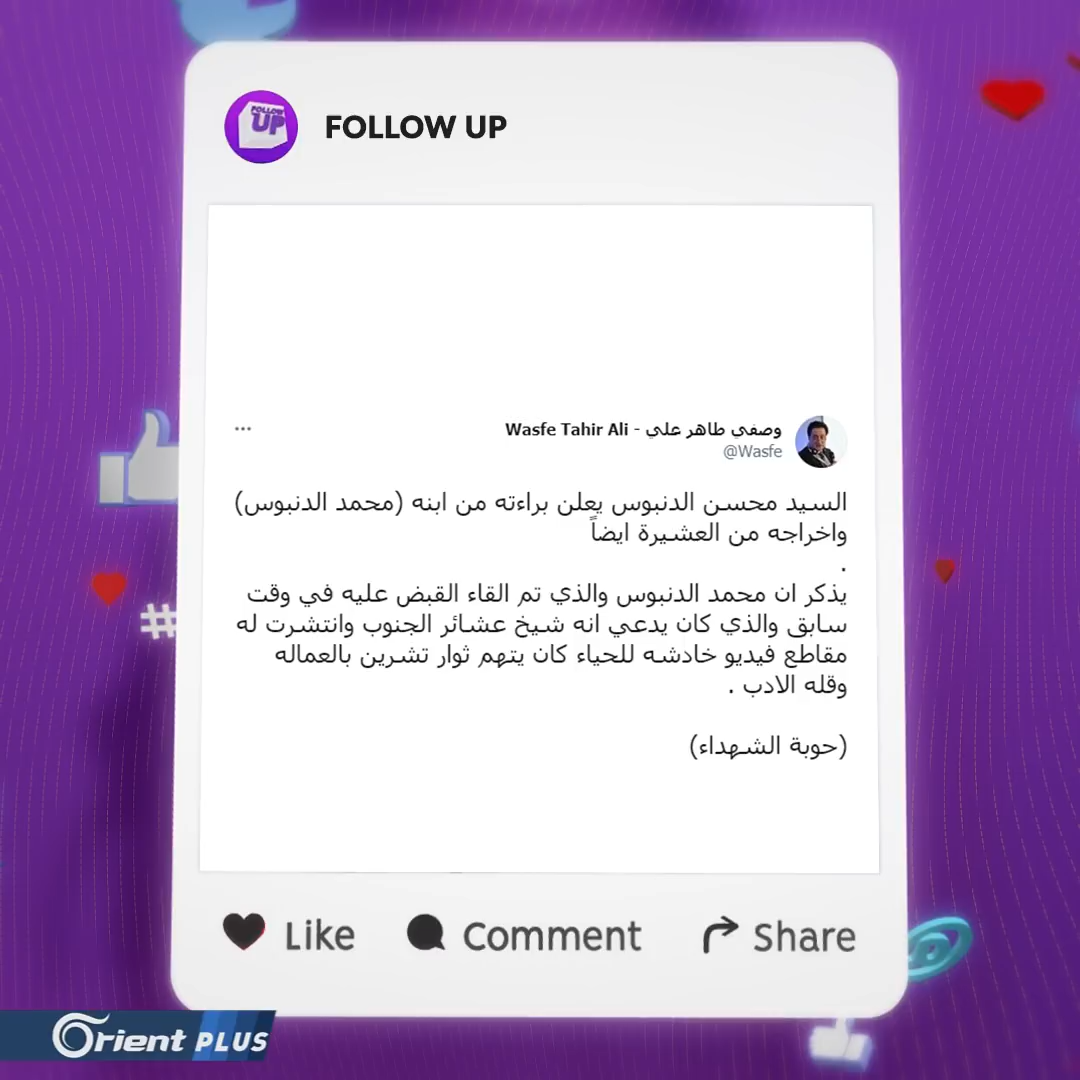 FOLLOW UP
FOLLOW UP
وصفي طاهر علي - Wasfe Tahir Ali
@Wasfe
السيد محسن الدنبوس يعلن براءته من ابنه (محمد الدنبوس)
واخراجه من العشيرة ايضاً
.
يذكر ان محمد الدنبوس والذي تم القاء القبض عليه في وقت
سابق والذي كان يدعي انه شيخ عشائر الجنوب وانتشرت له
مقاطع فيديو خادشه للحياء كان يتهم ثوار تشرين بالعماله
وقله الادب .
(حوبة الشهداء)
#
Like
Comment
Share
Orient PLUS